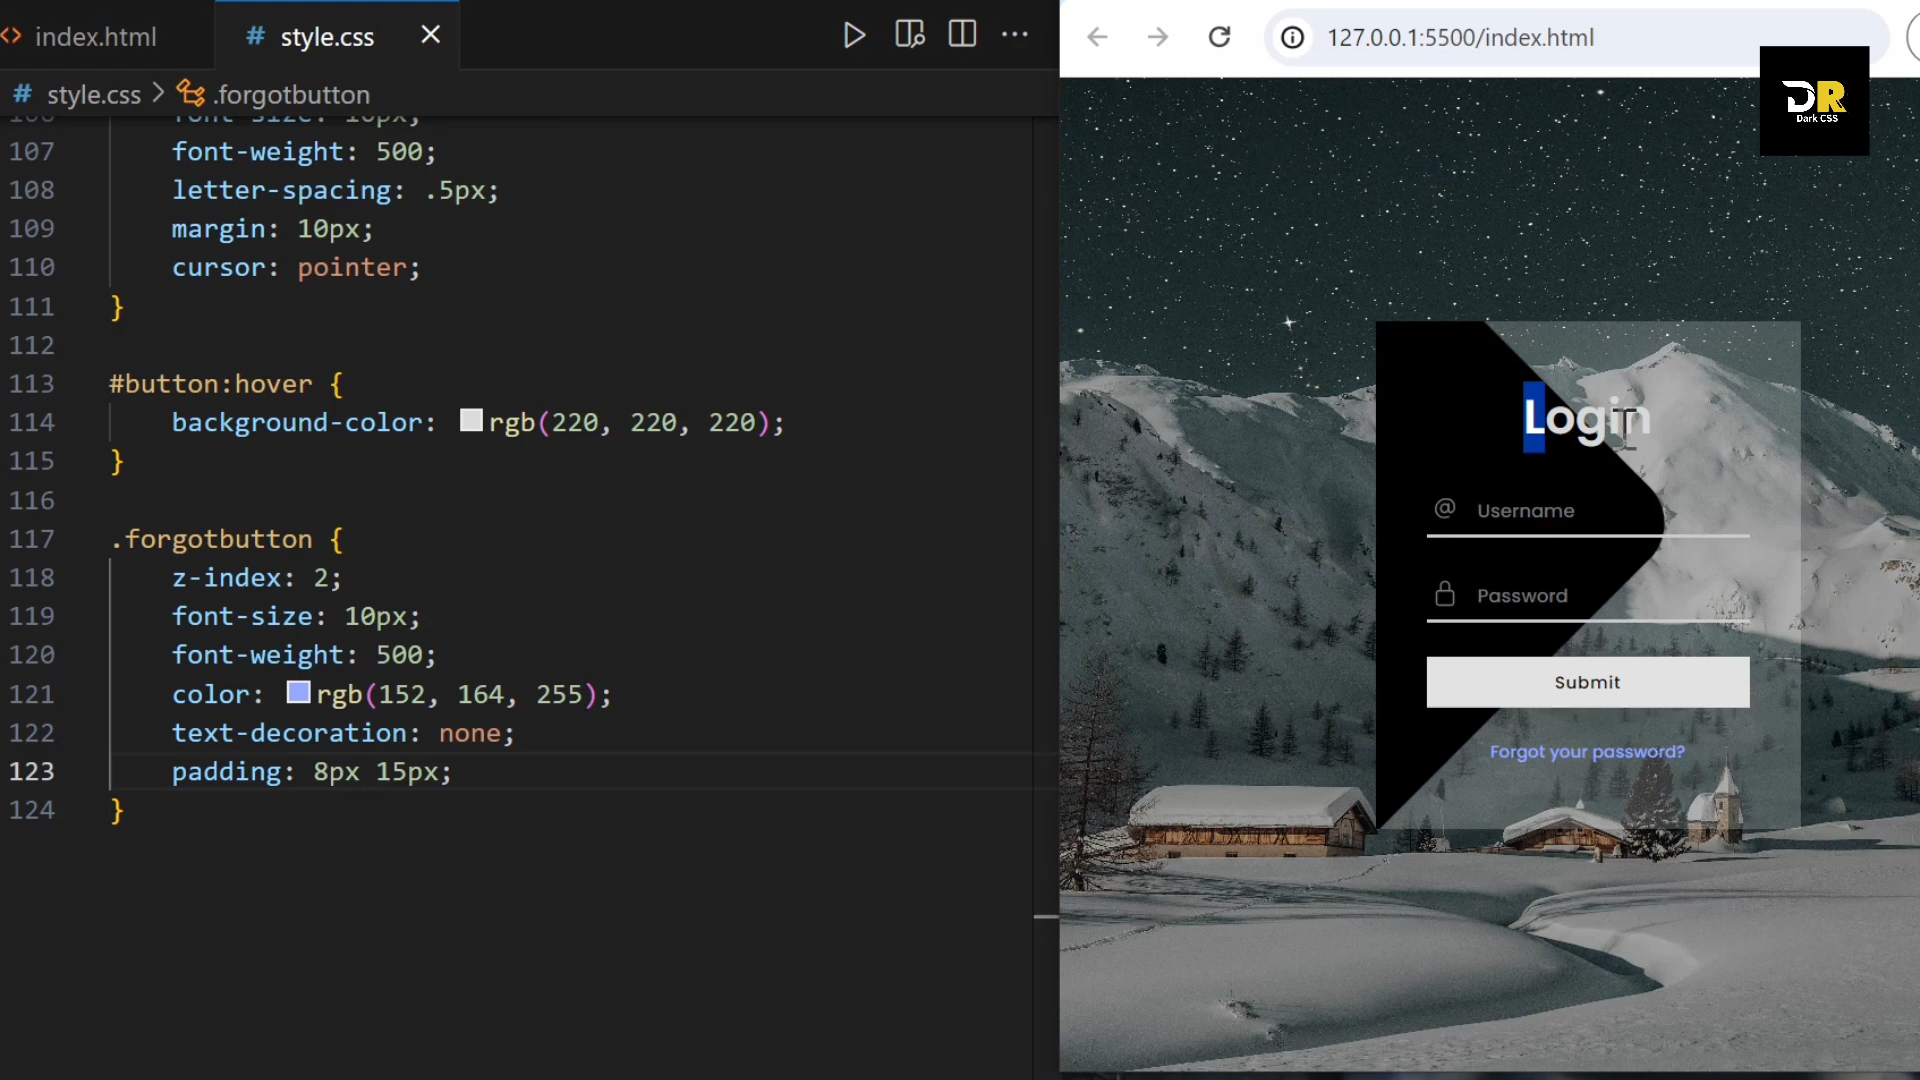 index.html
style.css
127.0.0.1:5500/index.html
DR
Dark CSS
# style.css > .forgotbutton
107 font-weight: 500;
108 letter-spacing: .5px;
109 margin: 10px;
110 cursor: pointer;
111 }
112
113 #button:hover {
114 background-color: rgb(220, 220, 220);
115 }
116
117 .forgotbutton {
118 z-index: 2;
119 font-size: 10px;
120 font-weight: 500;
121 color: rgb(152, 164, 255);
122 text-decoration: none;
123 padding: 8px 15px;
124 }
Login
@ Username
Password
Submit
Forgot your password?